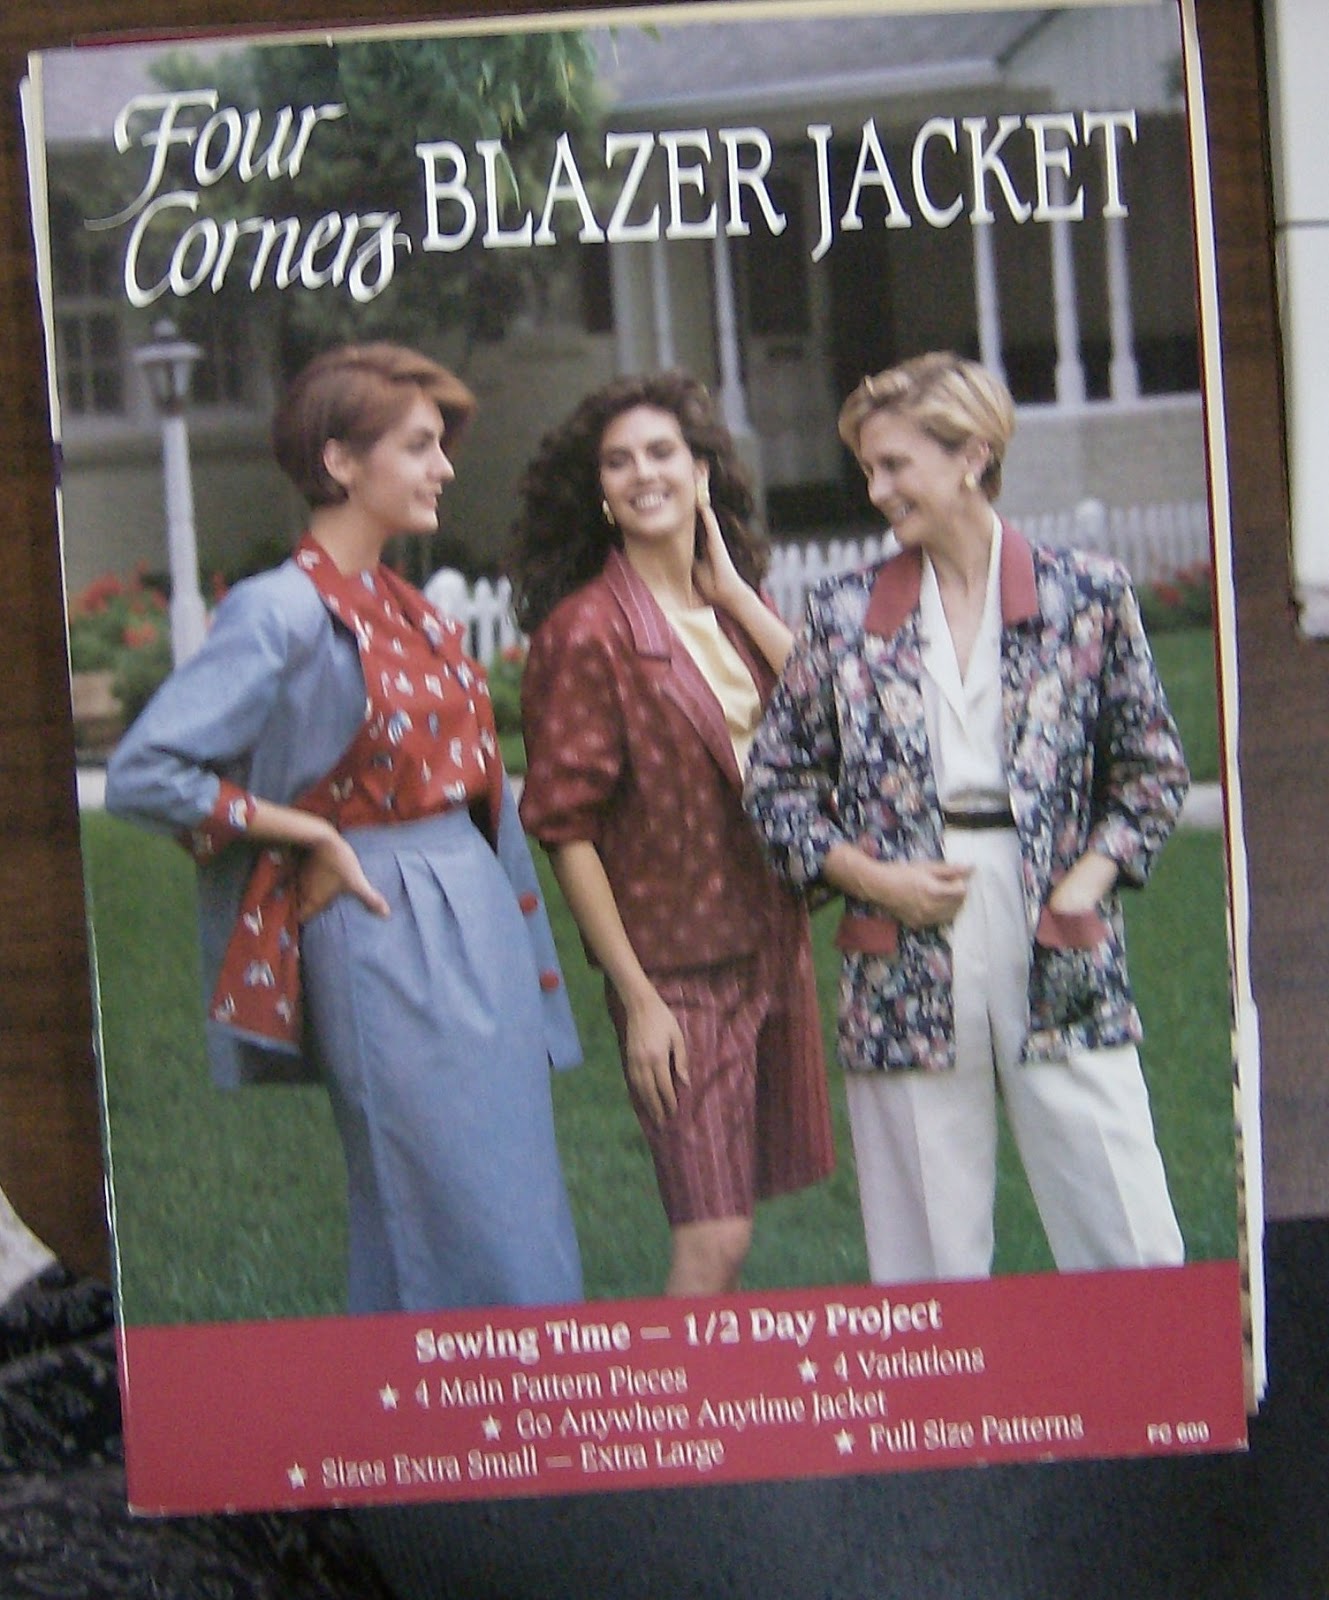 Four
Corners
BLAZER JACKET
Sewing Time — 1/2 Day Project
★ 4 Main Pattern Pieces ★ 4 Variations
★ Go Anywhere Anytime Jacket
★ Sizes Extra Small — Extra Large ★ Full Size Patterns